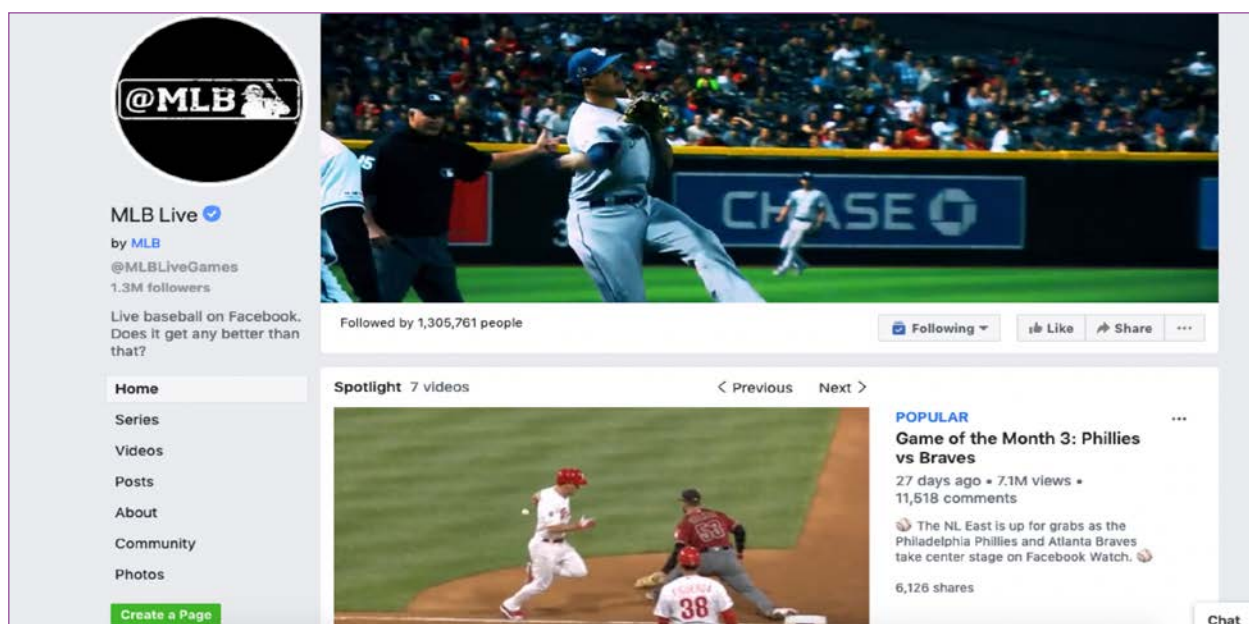 @MLB
MLB Live
by MLB
@MLBLiveGames
1.3M followers
Live baseball on Facebook.
Does it get any better than
that?
Home
Series
Videos
Posts
About
Community
Photos
Create a Page
CHASE
Followed by 1,305,761 people
Following
Like
Share
Spotlight 7 videos
Previous
Next
53
38
POPULAR
Game of the Month 3: Phillies
vs Braves
27 days ago • 7.1M views •
11,518 comments
The NL East is up for grabs as the
Philadelphia Phillies and Atlanta Braves
take center stage on Facebook Watch.
6,126 shares
Chat